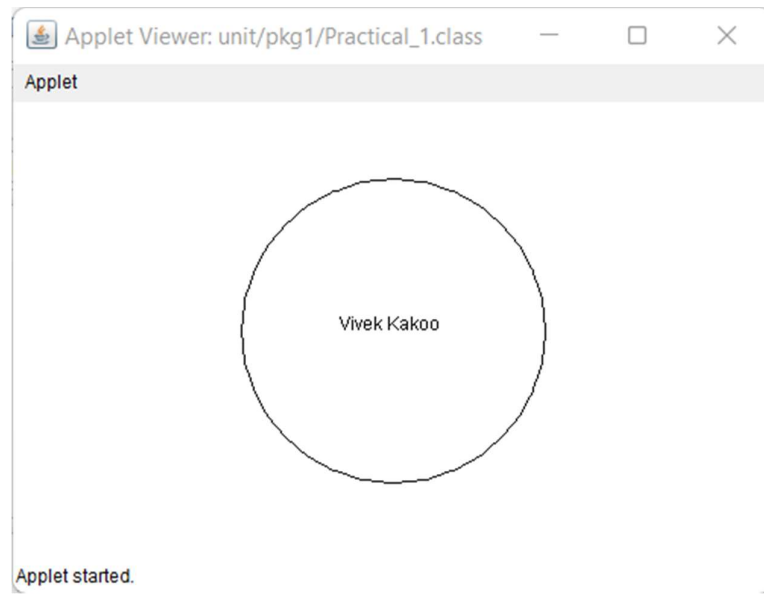 Applet Viewer: unit/pkg1/Practical_1.class
Applet
Vivek Kakoo
Applet started.